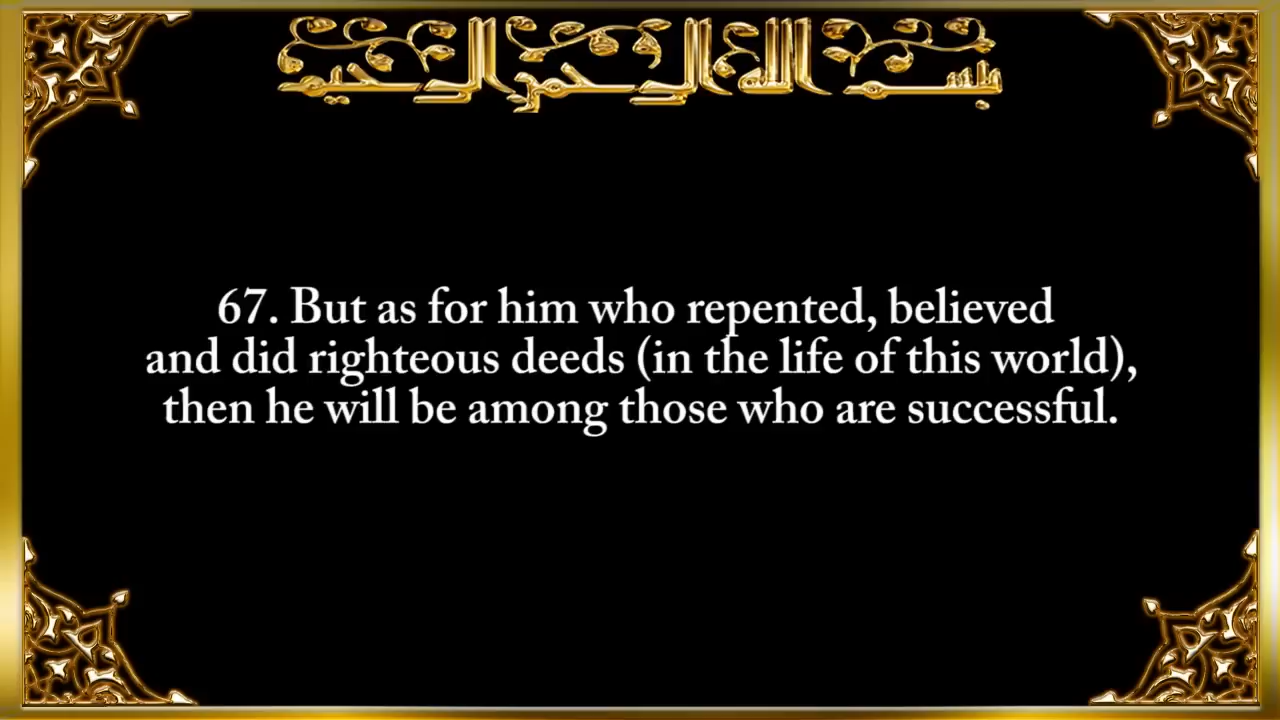 بسم الله الرحمن الرحيم
67. But as for him who repented, believed
and did righteous deeds (in the life of this world),
then he will be among those who are successful.